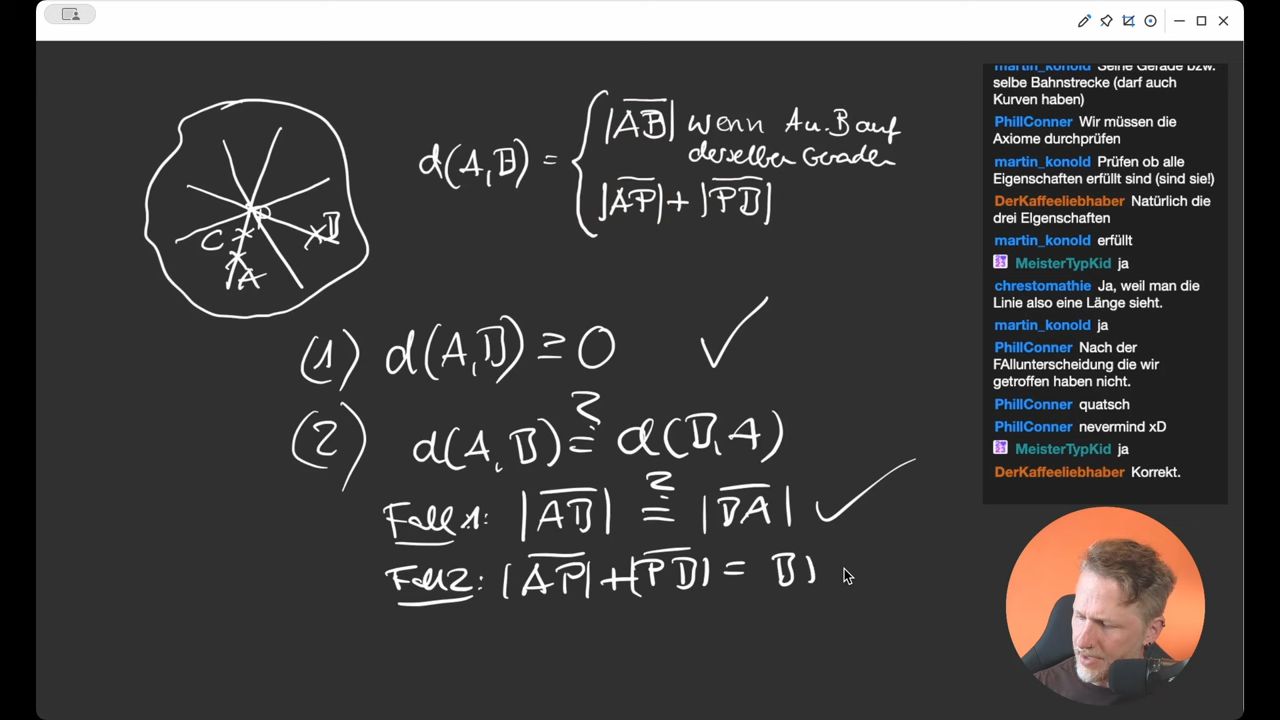 d(A,B) = { |AB| wenn A u. B auf
derselben Geraden
|AP| + |PB|
P
C
B
A
(1) d(A,B) ≥ 0 ✓
(2) d(A,B) ≟ d(B,A)
Fall 1: |AB| ≟ |BA| ✓
Fall 2: |AP| + |PB| = B)
martin_konold Seine Gerade bzw.
selbe Bahnstrecke (darf auch
Kurven haben)
PhillConner Wir müssen die
Axiome durchprüfen
martin_konold Prüfen ob alle
Eigenschaften erfüllt sind (sind sie!)
DerKaffeeliebhaber Natürlich die
drei Eigenschaften
martin_konold erfüllt
MeisterTypKid ja
chrestomathie Ja, weil man die
Linie also eine Länge sieht.
martin_konold ja
PhillConner Nach der
FAllunterscheidung die wir
getroffen haben nicht.
PhillConner quatsch
PhillConner nevermind xD
MeisterTypKid ja
DerKaffeeliebhaber Korrekt.